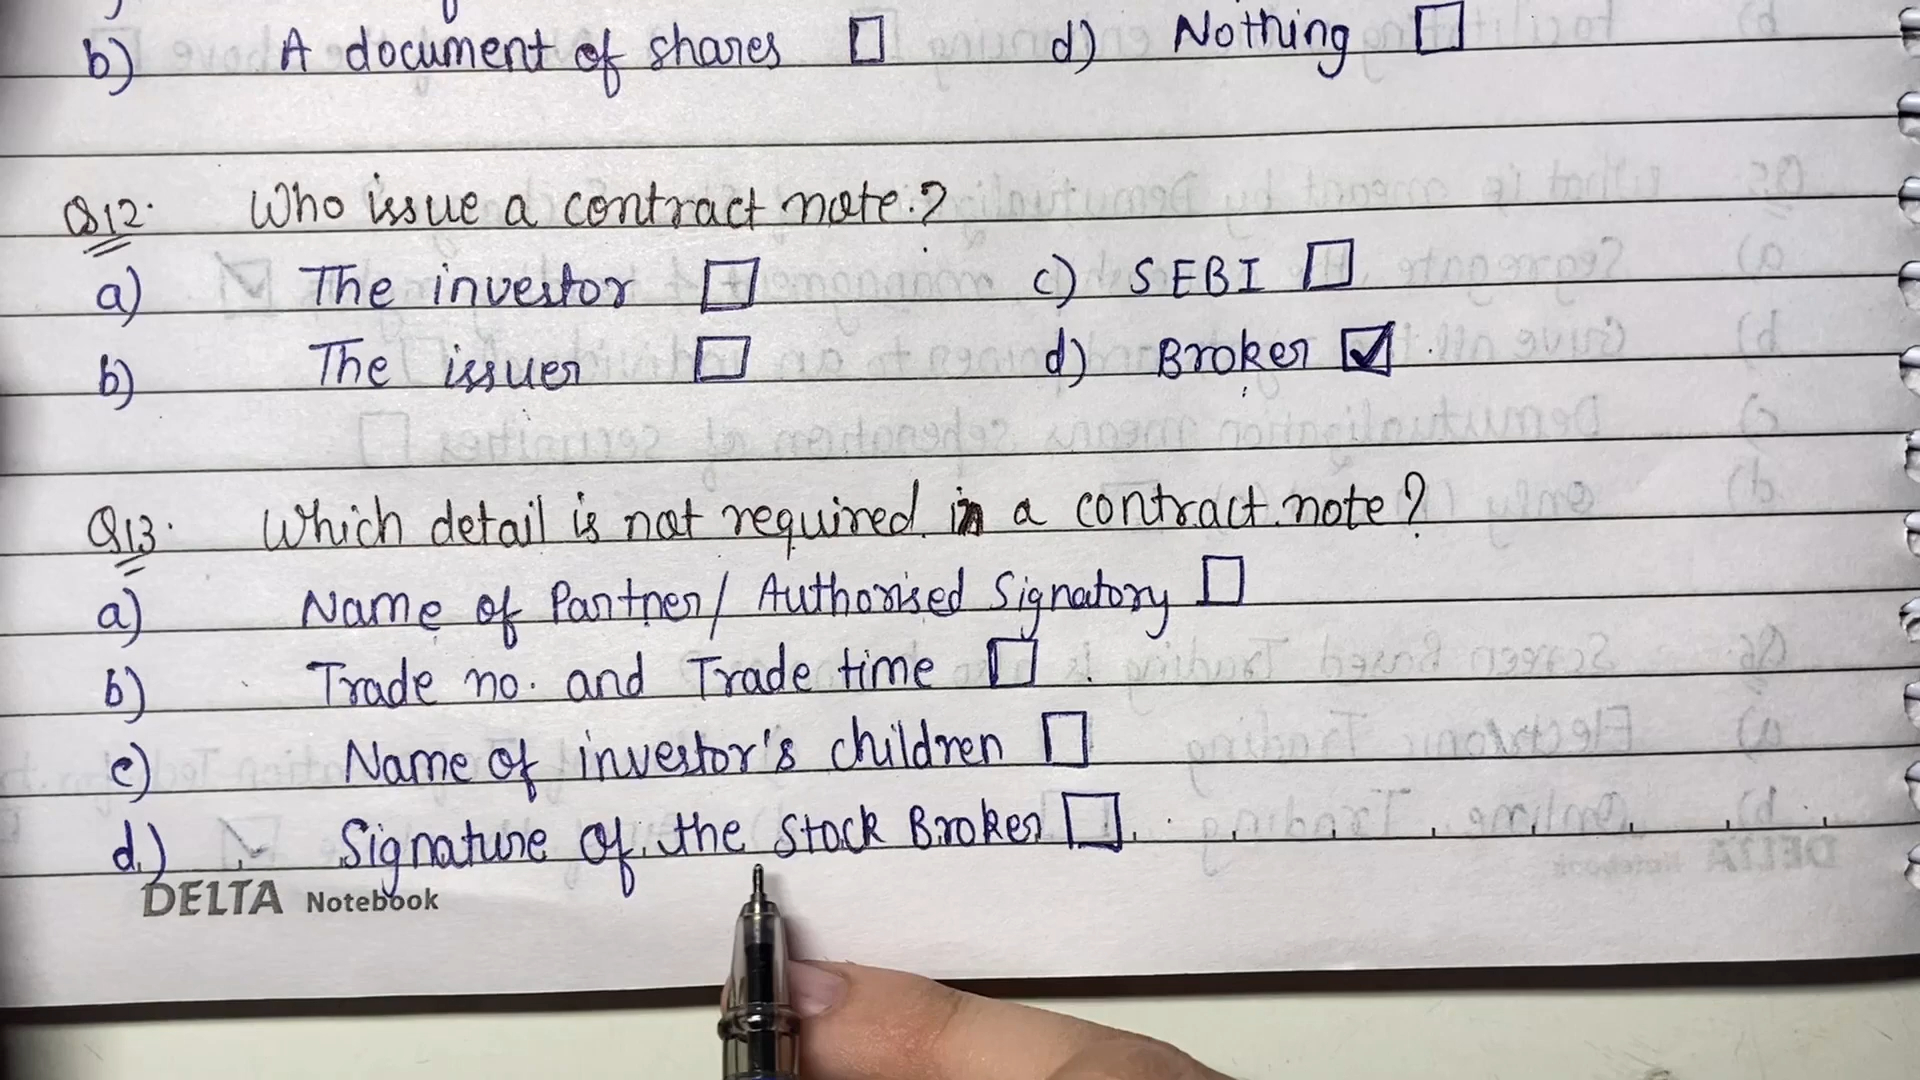 b) A document of shares d) Nothing
Q12. Who issue a contract note.?
a) The investor c) SEBI
b) The issuer d) Broker
Q13. Which detail is not required in a contract note?
a) Name of Partner/ Authorised Signatory
b) Trade no. and Trade time
c) Name of investor's children
d.) Signature of the Stock Broker
DELTA Notebook